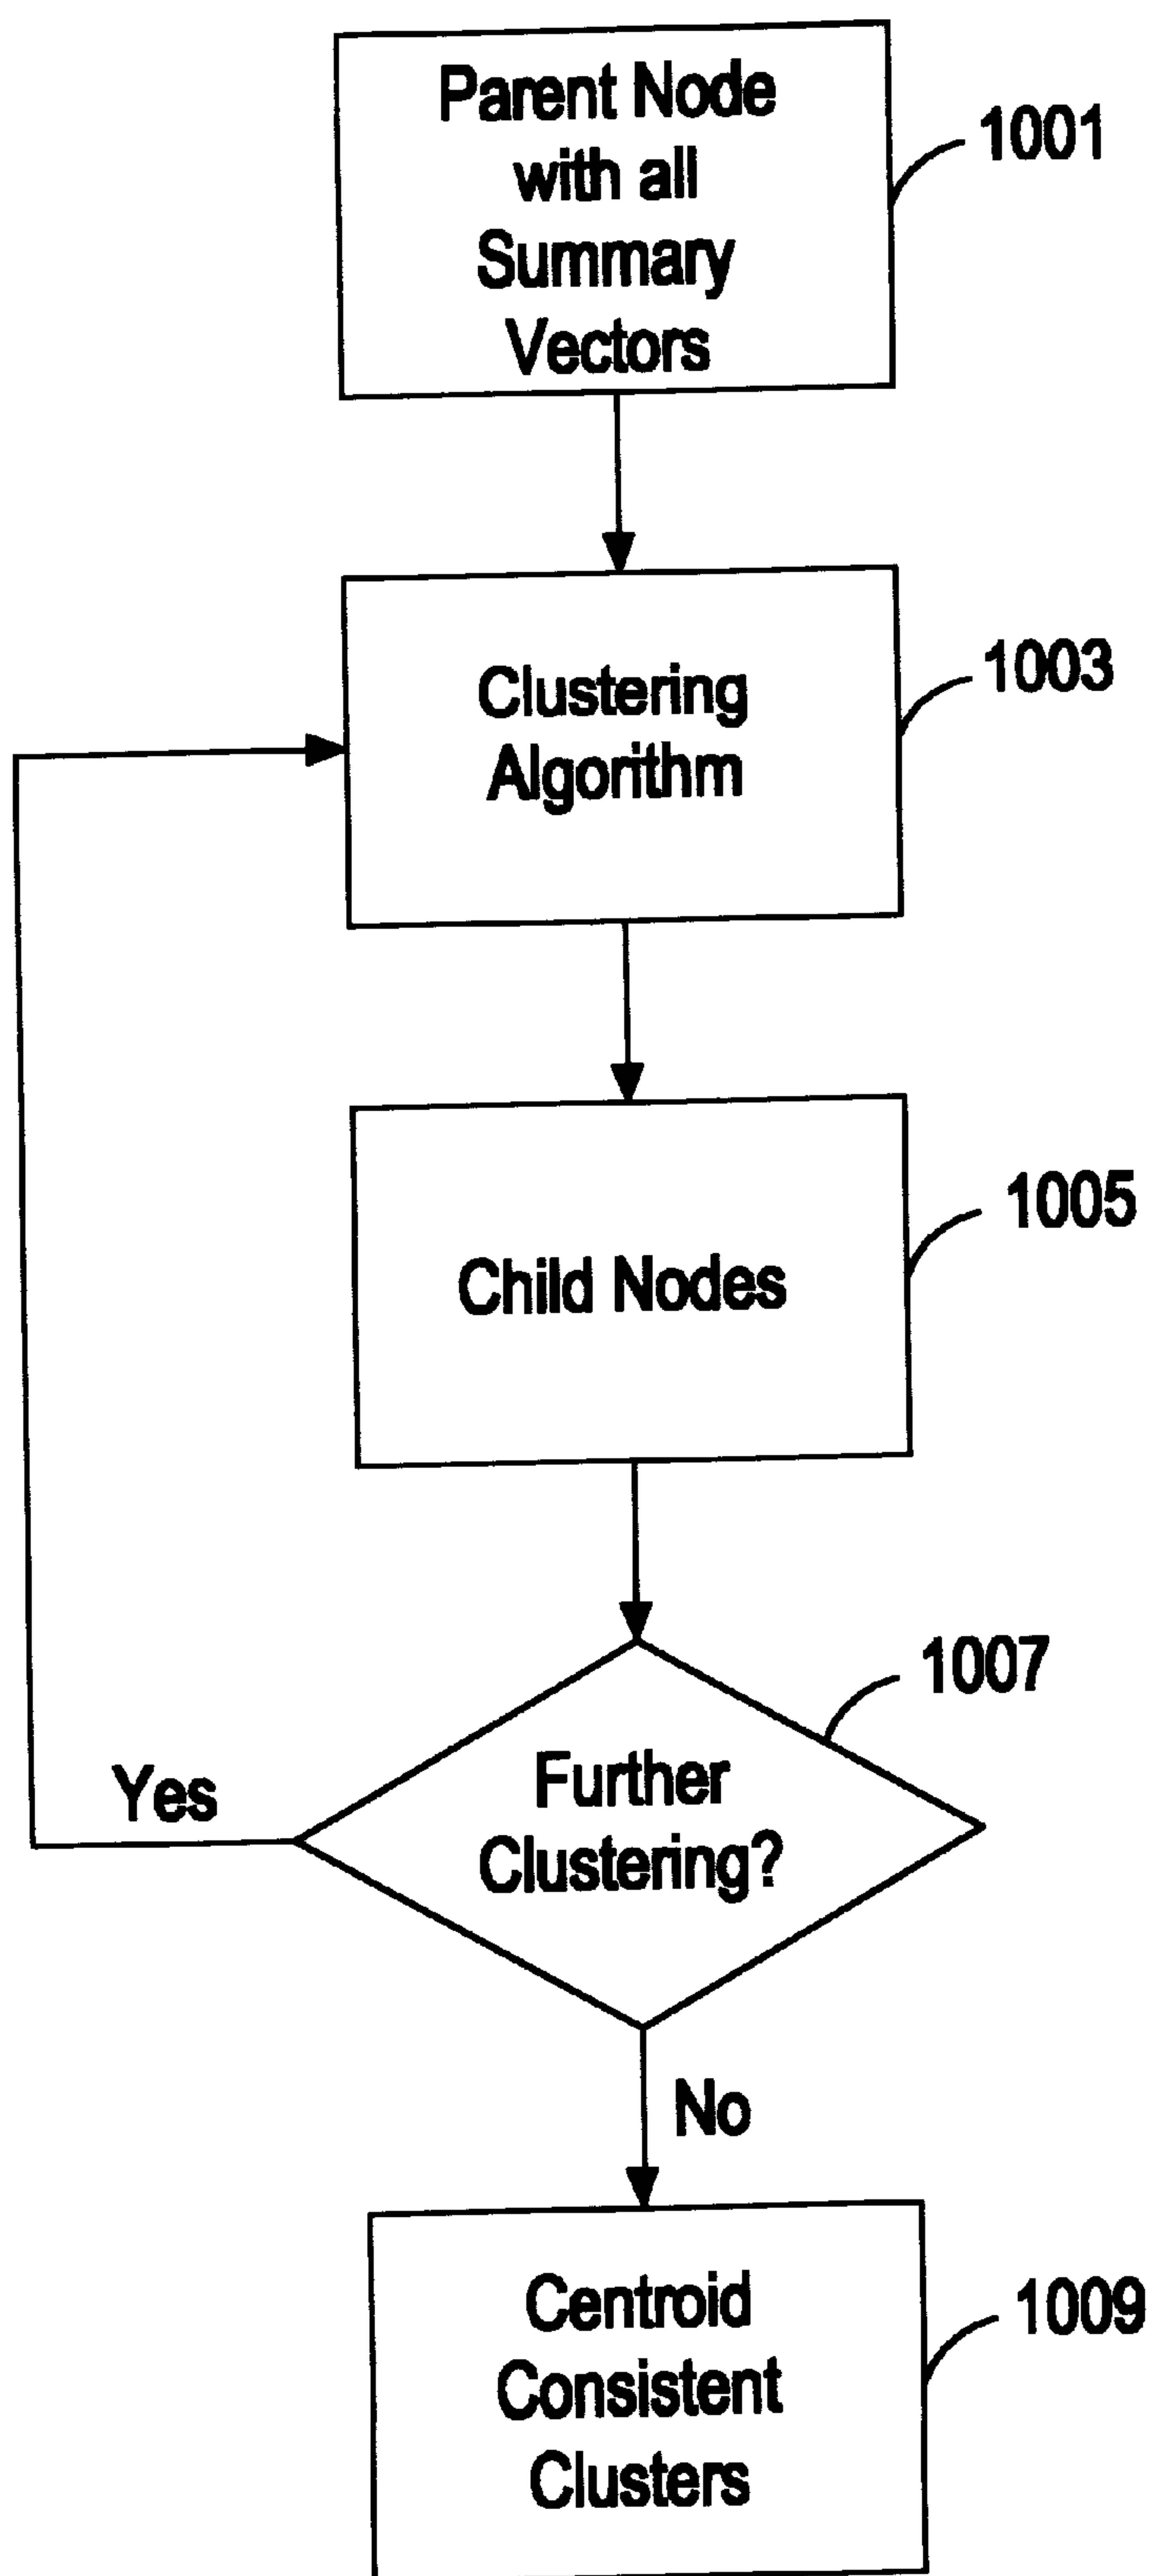 Parent Node
with all
Summary
Vectors
1001
Clustering
Algorithm
1003
Child Nodes
1005
Further
Clustering?
1007
Yes
No
Centroid
Consistent
Clusters
1009